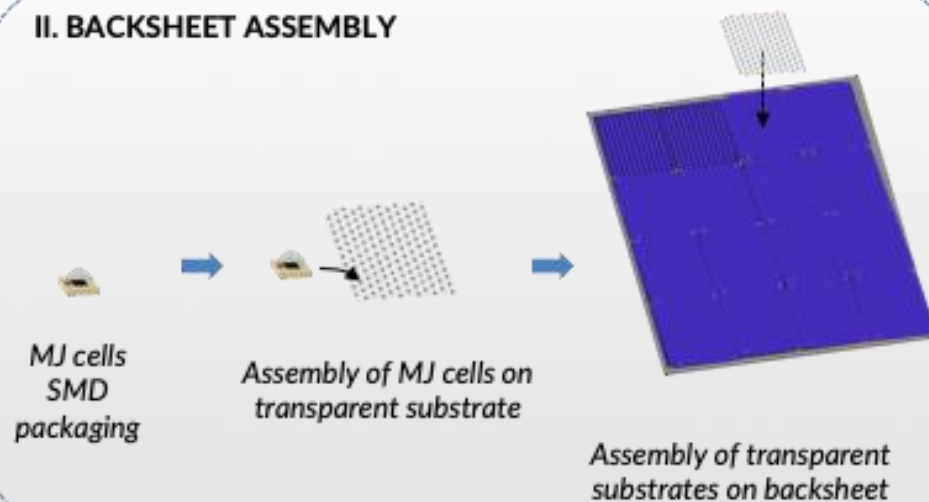 II. BACKSHEET ASSEMBLY
MJ cells
SMD
packaging
Assembly of MJ cells on
transparent substrate
Assembly of transparent
substrates on backsheet